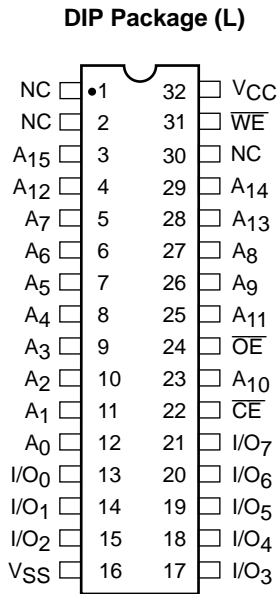 DIP Package (L)
NC 1 32 VCC
NC 2 31 WE
A15 3 30 NC
A12 4 29 A14
A7 5 28 A13
A6 6 27 A8
A5 7 26 A9
A4 8 25 A11
A3 9 24 OE
A2 10 23 A10
A1 11 22 CE
A0 12 21 I/O7
I/O0 13 20 I/O6
I/O1 14 19 I/O5
I/O2 15 18 I/O4
VSS 16 17 I/O3